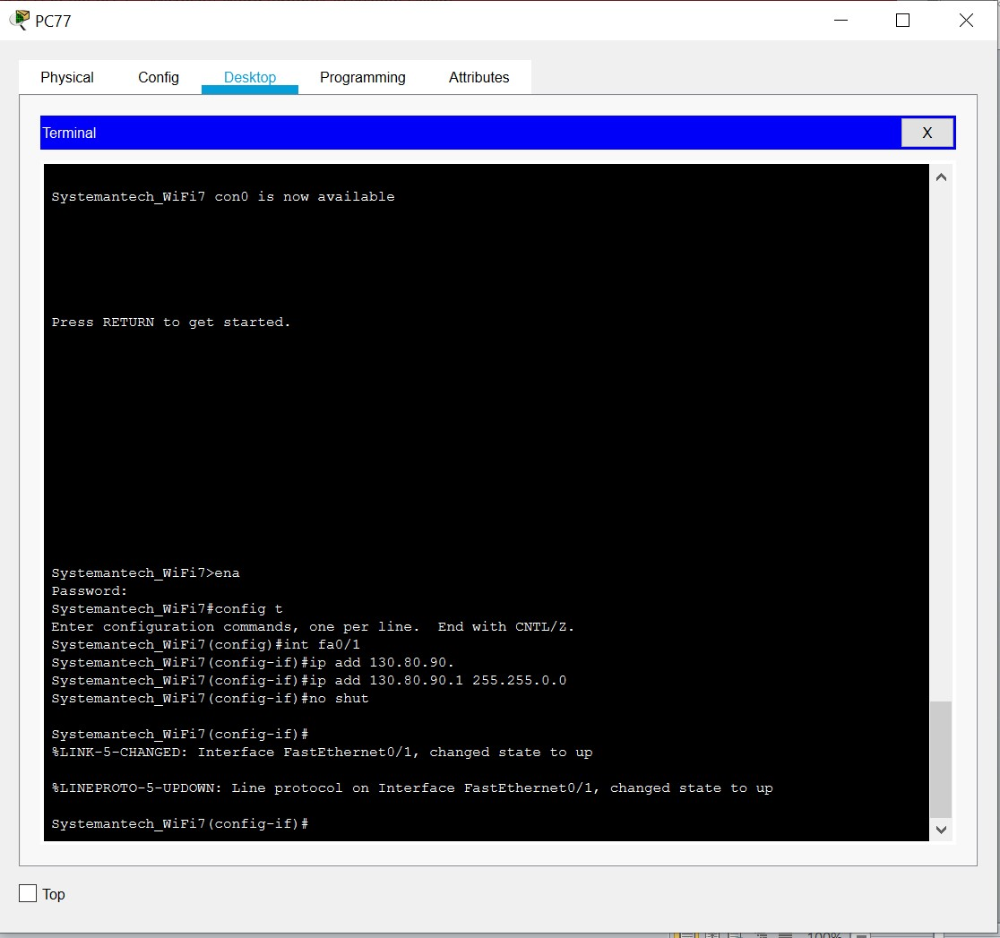 PC77
Physical Config Desktop Programming Attributes
Terminal X
Systemantech_WiFi7 con0 is now available
Press RETURN to get started.
Systemantech_WiFi7>ena
Password:
Systemantech_WiFi7#config t
Enter configuration commands, one per line.  End with CNTL/Z.
Systemantech_WiFi7(config)#int fa0/1
Systemantech_WiFi7(config-if)#ip add 130.80.90.
Systemantech_WiFi7(config-if)#ip add 130.80.90.1 255.255.0.0
Systemantech_WiFi7(config-if)#no shut
Systemantech_WiFi7(config-if)#
%LINK-5-CHANGED: Interface FastEthernet0/1, changed state to up
%LINEPROTO-5-UPDOWN: Line protocol on Interface FastEthernet0/1, changed state to up
Systemantech_WiFi7(config-if)#
Top
100%